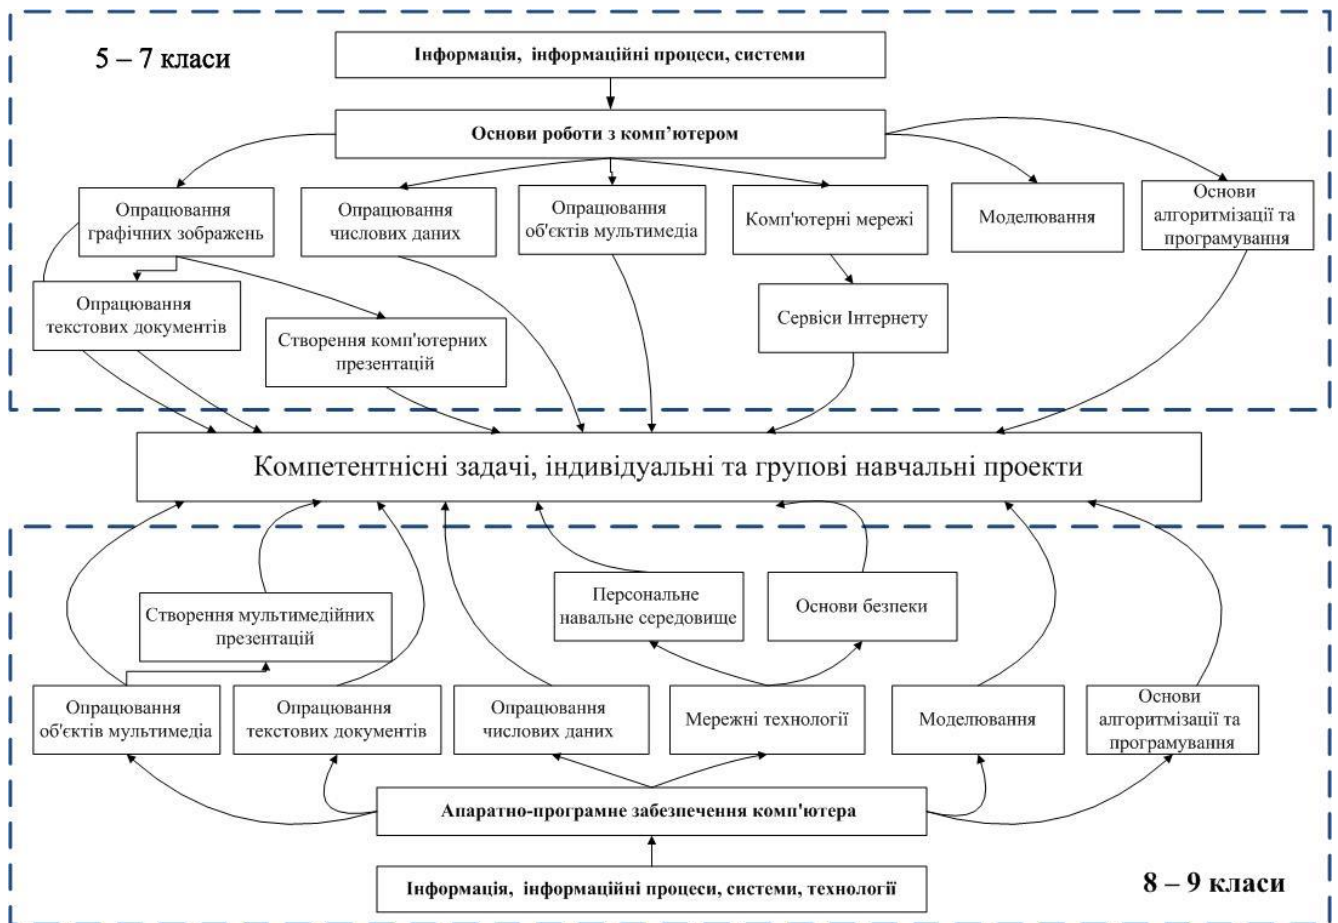 5 – 7 класи
Інформація, інформаційні процеси, системи
Основи роботи з комп’ютером
Опрацювання
графічних зображень
Опрацювання
числових даних
Опрацювання
об'єктів мультимедіа
Комп'ютерні мережі
Моделювання
Основи
алгоритмізації та
програмування
Опрацювання
текстових документів
Створення комп'ютерних
презентацій
Сервіси Інтернету
Компетентнісні задачі, індивідуальні та групові навчальні проекти
Створення мультимедійних
презентацій
Персональне
навальне середовище
Основи безпеки
Опрацювання
об'єктів мультимедіа
Опрацювання
текстових документів
Опрацювання
числових даних
Мережні технології
Моделювання
Основи
алгоритмізації та
програмування
Апаратно-програмне забезпечення комп'ютера
Інформація, інформаційні процеси, системи, технології
8 – 9 класи